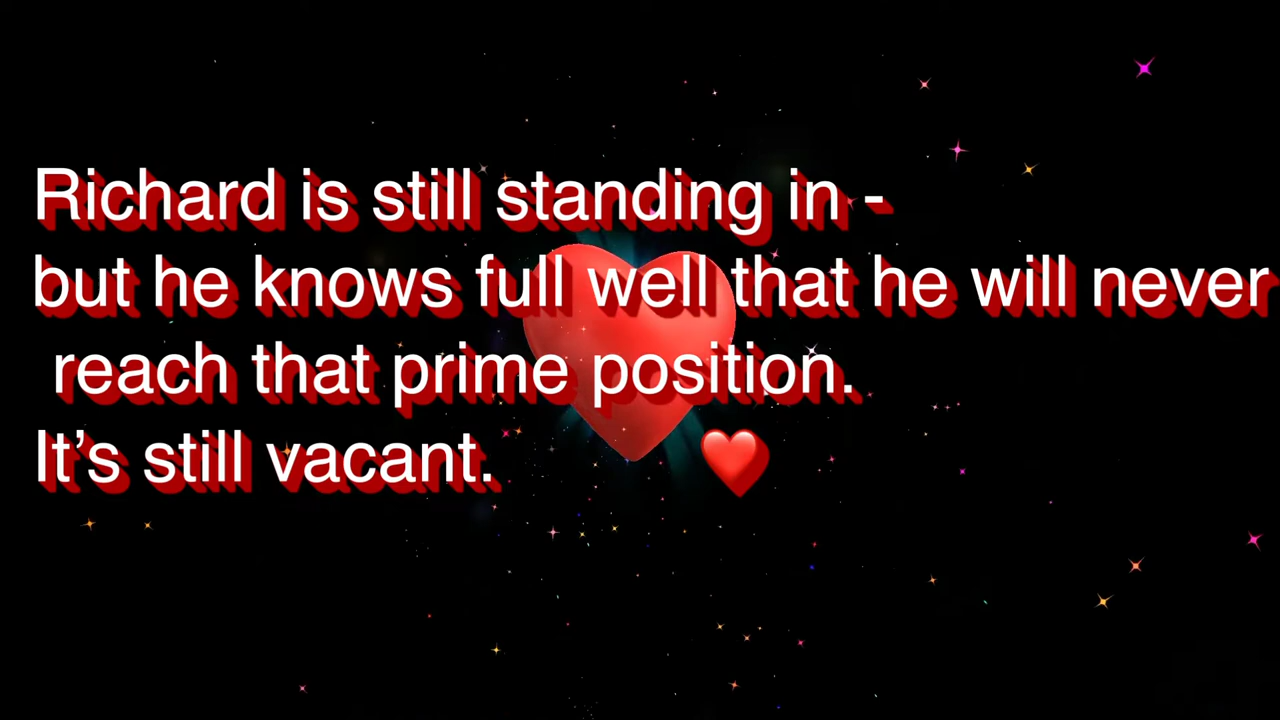 Richard is still standing in -
but he knows full well that he will never
reach that prime position.
It’s still vacant. ❤️